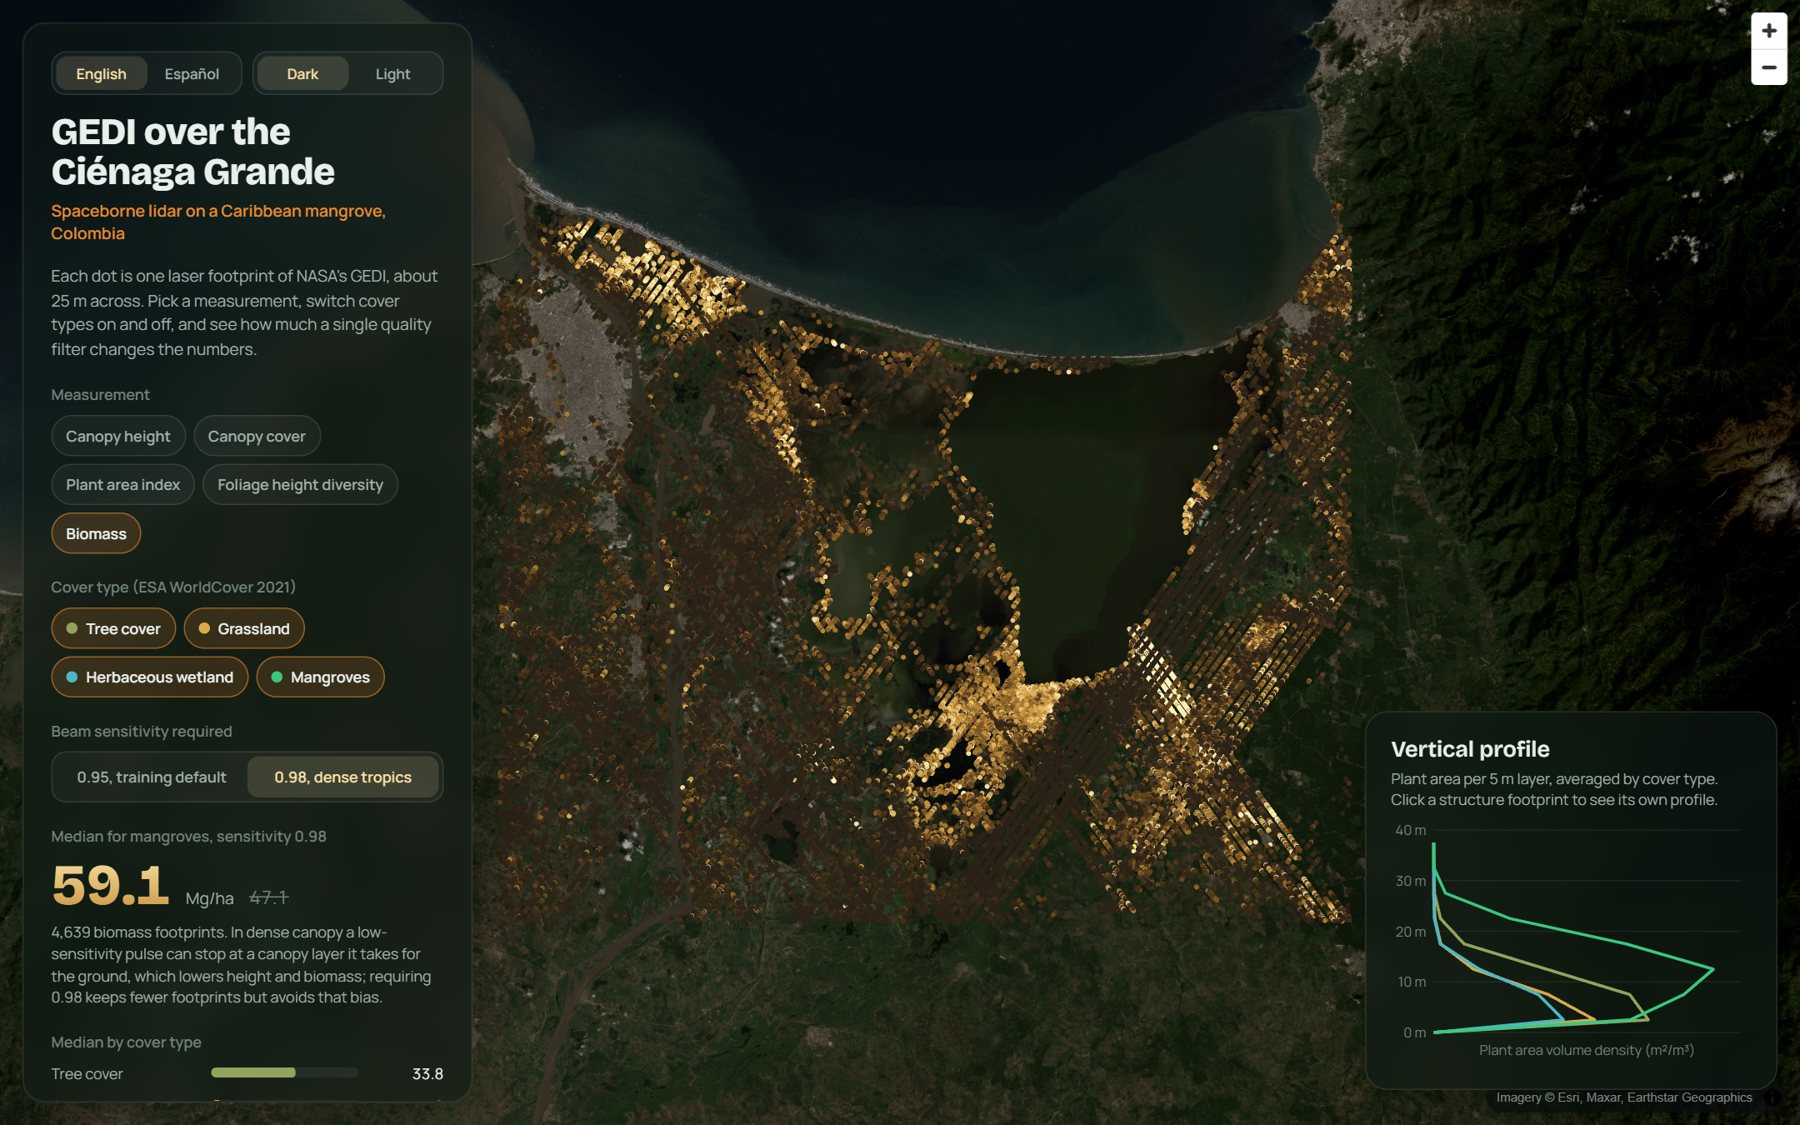 English
Español
Dark
Light
GEDI over the
Ciénaga Grande
Spaceborne lidar on a Caribbean mangrove,
Colombia
Each dot is one laser footprint of NASA's GEDI, about
25 m across. Pick a measurement, switch cover
types on and off, and see how much a single quality
filter changes the numbers.
Measurement
Canopy height
Canopy cover
Plant area index
Foliage height diversity
Biomass
Cover type (ESA WorldCover 2021)
Tree cover
Grassland
Herbaceous wetland
Mangroves
Beam sensitivity required
0.95, training default
0.98, dense tropics
Median for mangroves, sensitivity 0.98
59.1 Mg/ha 47.1
4,639 biomass footprints. In dense canopy a low-
sensitivity pulse can stop at a canopy layer it takes for
the ground, which lowers height and biomass; requiring
0.98 keeps fewer footprints but avoids that bias.
Median by cover type
Tree cover 33.8
+
−
Vertical profile
Plant area per 5 m layer, averaged by cover type.
Click a structure footprint to see its own profile.
40 m
30 m
20 m
10 m
0 m
Plant area volume density (m²/m³)
Imagery © Esri, Maxar, Earthstar Geographics